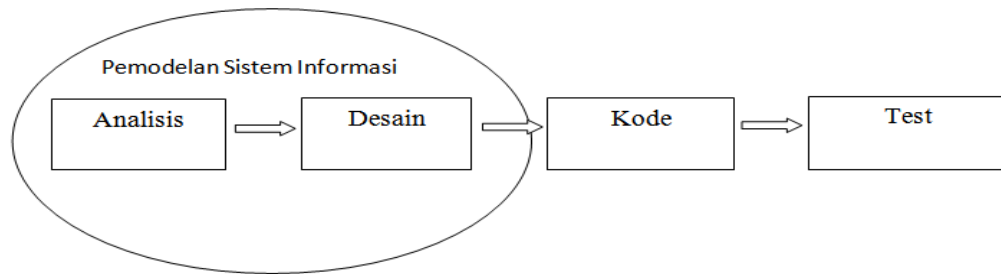 Pemodelan Sistem Informasi
Analisis
Desain
Kode
Test